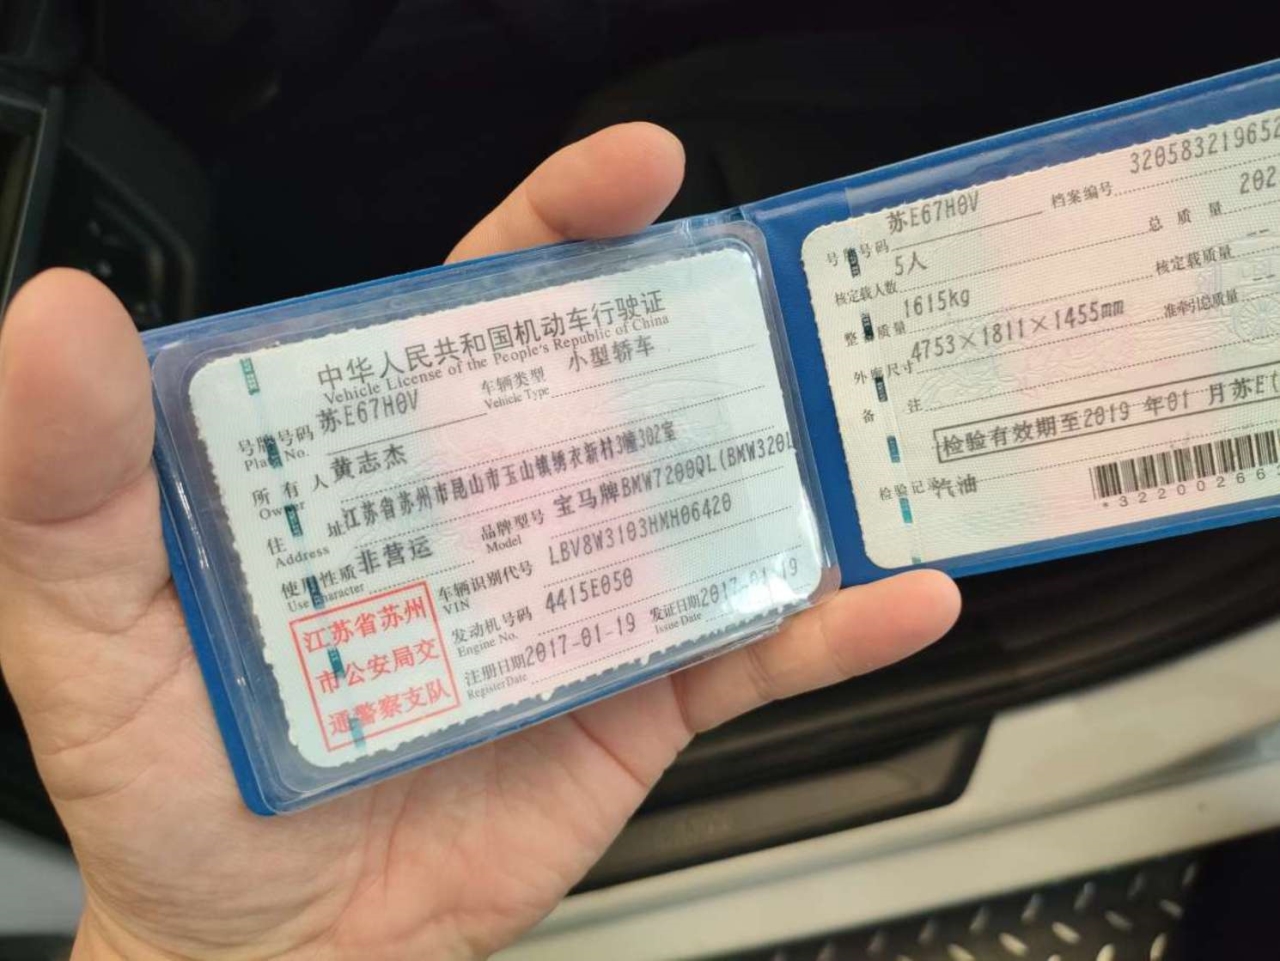 中华人民共和国机动车行驶证
Vehicle License of the People's Republic of China
号牌号码 苏E67H0V 车辆类型 小型轿车
Plate No. Vehicle Type
所有人 黄志杰
Owner
住址 江苏省苏州市昆山市玉山镇绣衣新村3幢302室
Address
使用性质 非营运 品牌型号 宝马牌BMW7200QL(BMW320L
Use Character Model
江苏省苏州
市公安局交
通警察支队
车辆识别代号 LBV8W3103HMH06420
VIN
发动机号码 4415E050
Engine No.
注册日期 2017-01-19 发证日期 2017-01-19
Register Date Issue Date
号牌号码 苏E67H0V 档案编号 32058321965
核定载人数 5人 总质量 202
整备质量 1615kg 核定载质量
外廓尺寸 4753×1811×1455mm 准牵引总质量
备注
检验有效期至2019年01月苏E(
检验记录 汽油
*32200266